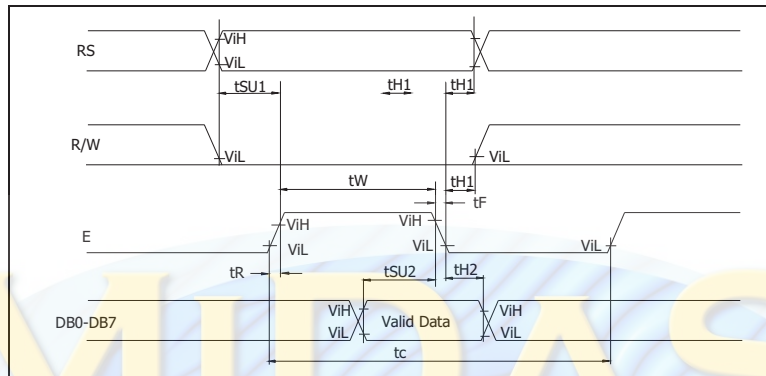 RS
ViH
ViL
tSU1
tH1
tH1
R/W
ViL
ViL
tW
tH1
tF
E
ViH
ViH
ViL
ViL
ViL
tR
tSU2
tH2
DB0-DB7
ViH
ViL
Valid Data
ViH
ViL
tc
MIDAS